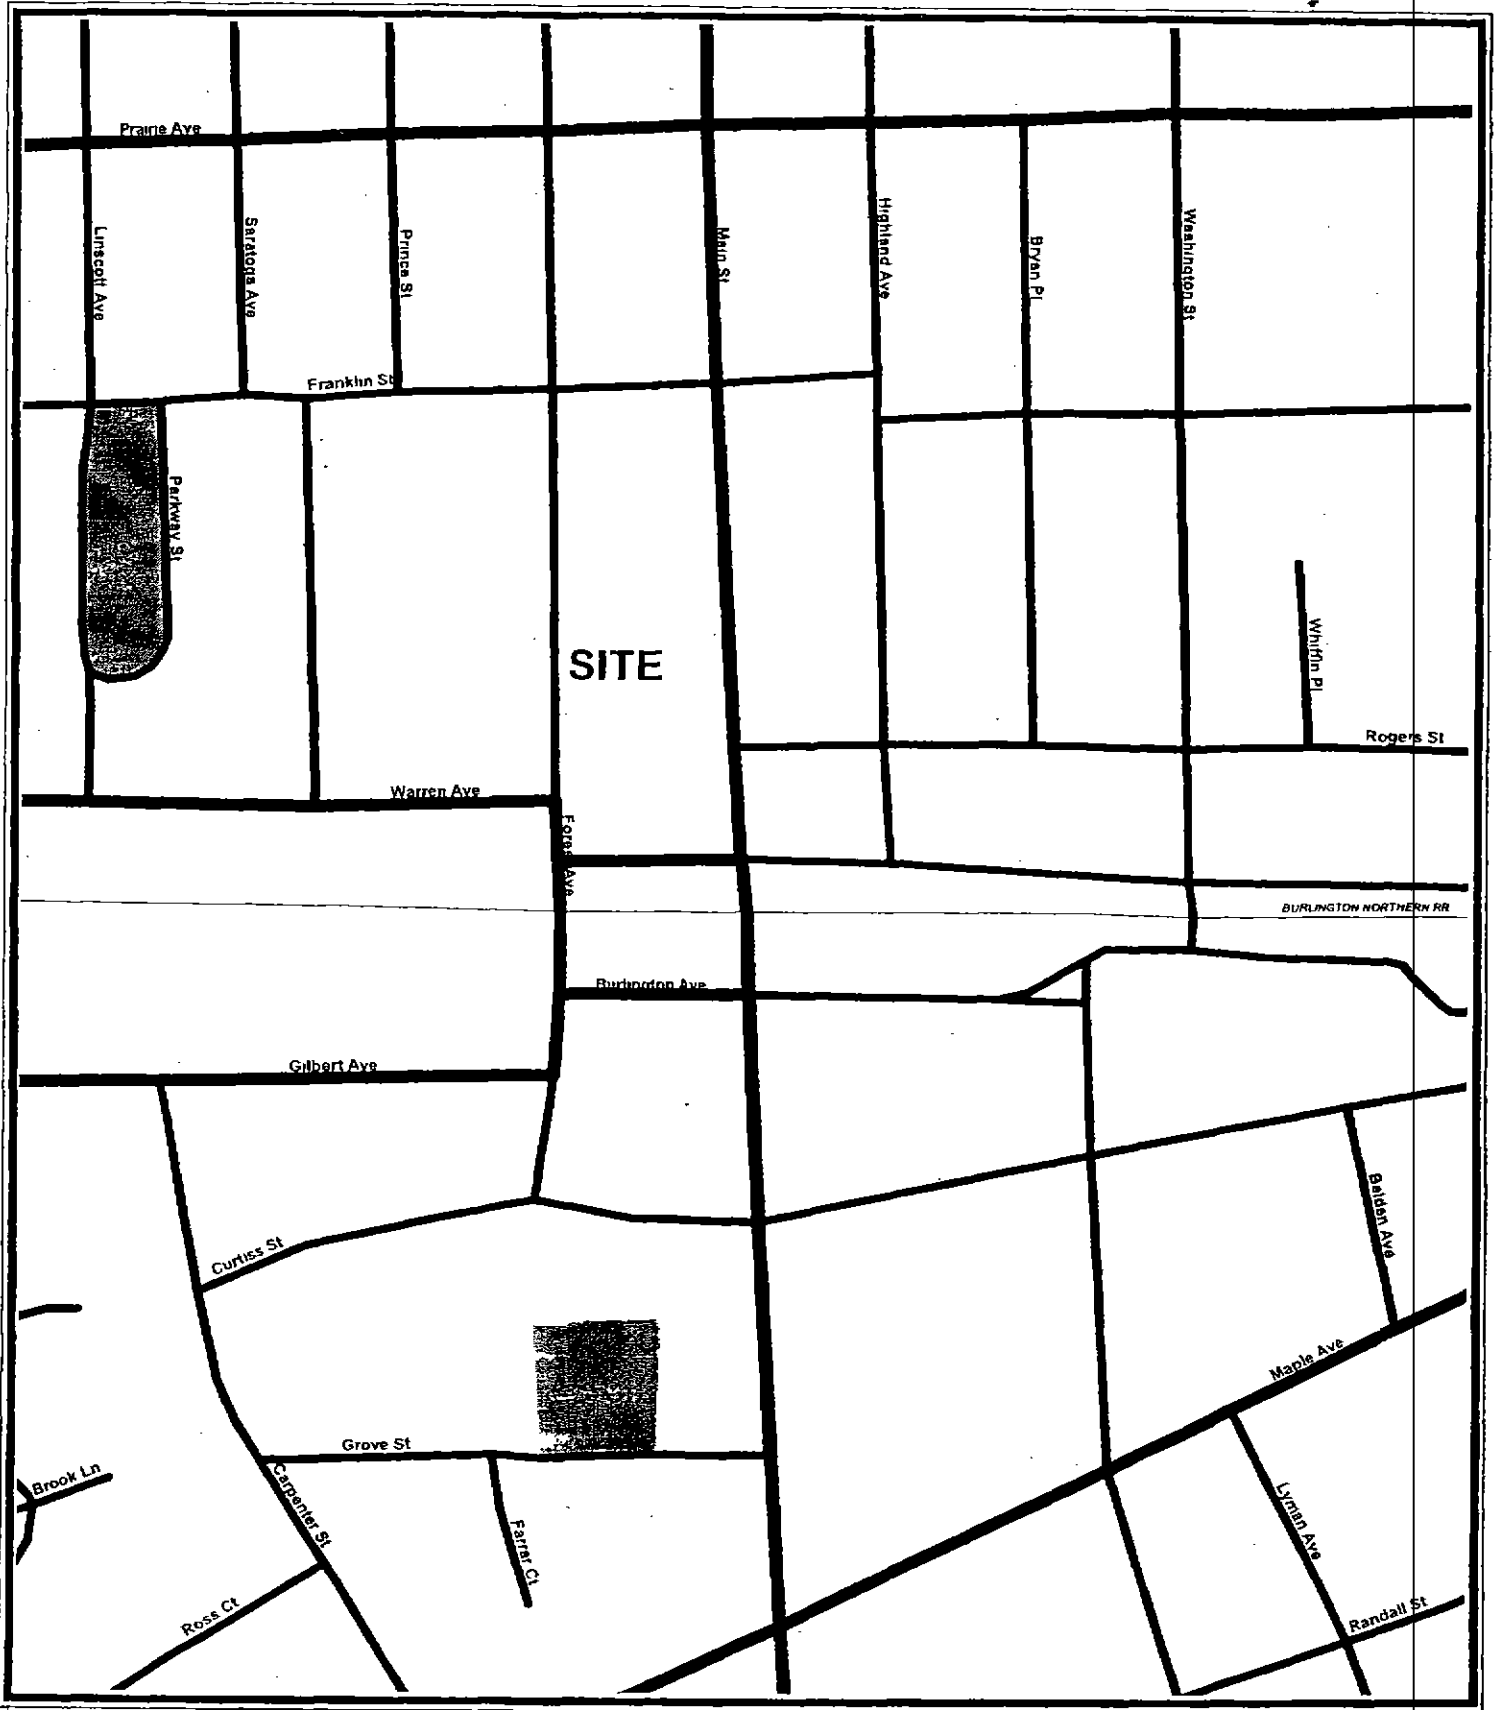 Prairie Ave
Linscott Ave
Saratoga Ave
Prince St
Main St
Highland Ave
Bryan Pl
Washington St
Franklin St
Parkway St
SITE
Whiffin Pl
Rogers St
Warren Ave
Forest Ave
BURLINGTON NORTHERN RR
Burlington Ave
Gilbert Ave
Belden Ave
Curtiss St
Maple Ave
Grove St
Brook Ln
Carpenter St
Farrar Ct
Lyman Ave
Ross Ct
Randall St